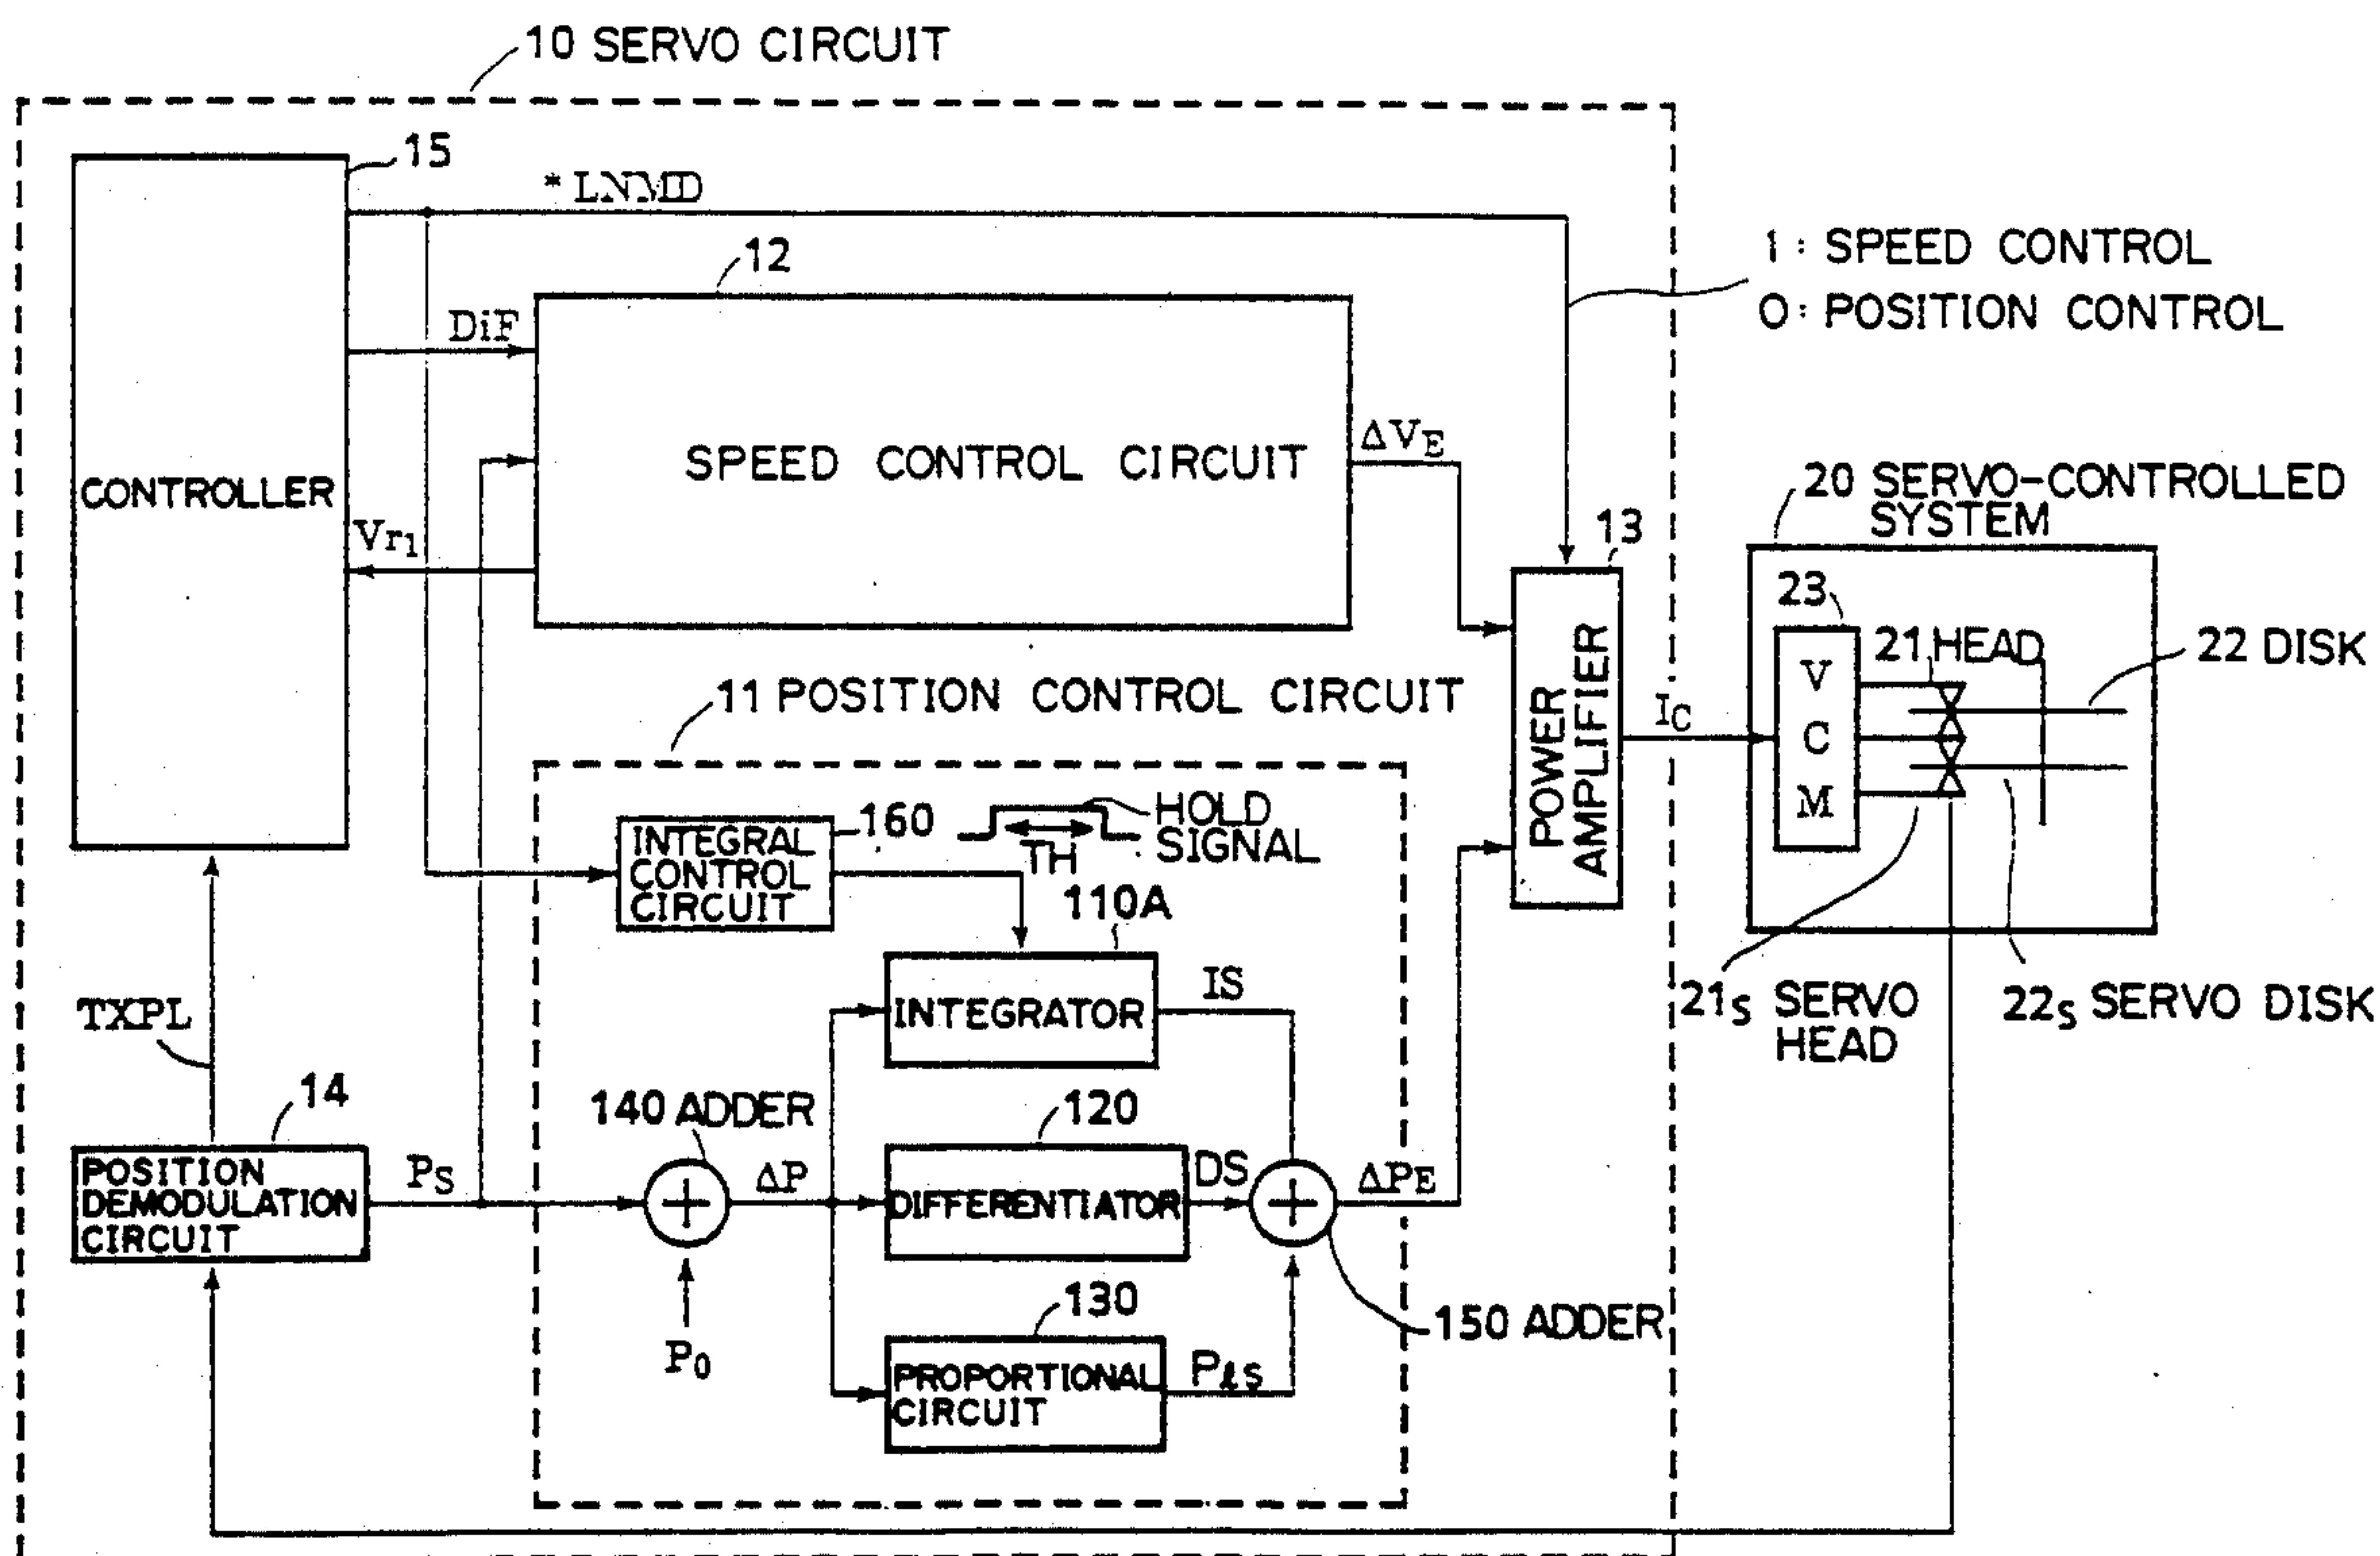 10 SERVO CIRCUIT
15
* LNMD
12
1 : SPEED CONTROL
0 : POSITION CONTROL
DiF
CONTROLLER
SPEED CONTROL CIRCUIT
ΔVE
Vr1
13
20 SERVO-CONTROLLED
SYSTEM
23
21 HEAD
22 DISK
V
C
M
11 POSITION CONTROL CIRCUIT
POWER
AMPLIFIER
IC
160
INTEGRAL
CONTROL
CIRCUIT
HOLD
SIGNAL
TH
110A
INTEGRATOR
IS
21S SERVO
HEAD
22S SERVO DISK
TXPL
14
140 ADDER
120
POSITION
DEMODULATION
CIRCUIT
PS
ΔP
DIFFERENTIATOR
DS
ΔPE
130
150 ADDER
P0
PROPORTIONAL
CIRCUIT
PℓS